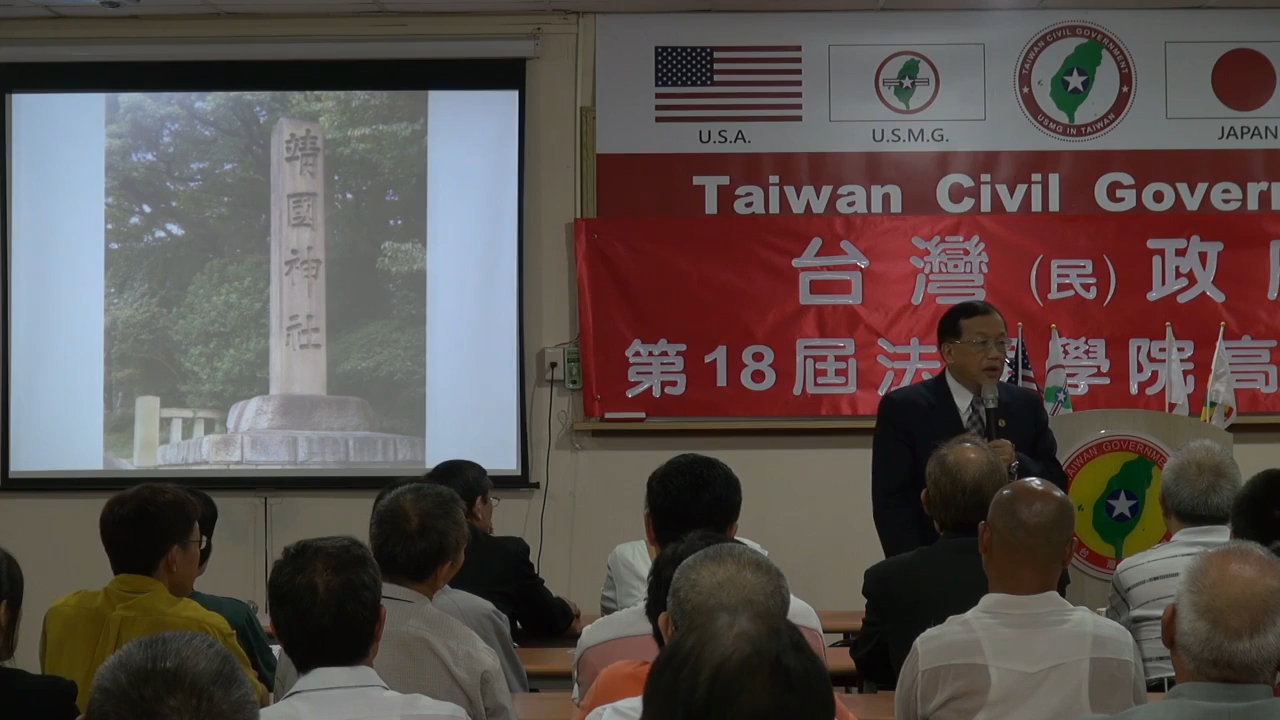 靖國神社
TAIWAN CIVIL GOVERNMENT
USMG IN TAIWAN
U.S.A.
U.S.M.G.
JAPAN
Taiwan Civil Govern
台灣(民)政
第18屆法學院高
TAIWAN GOVERNMENT